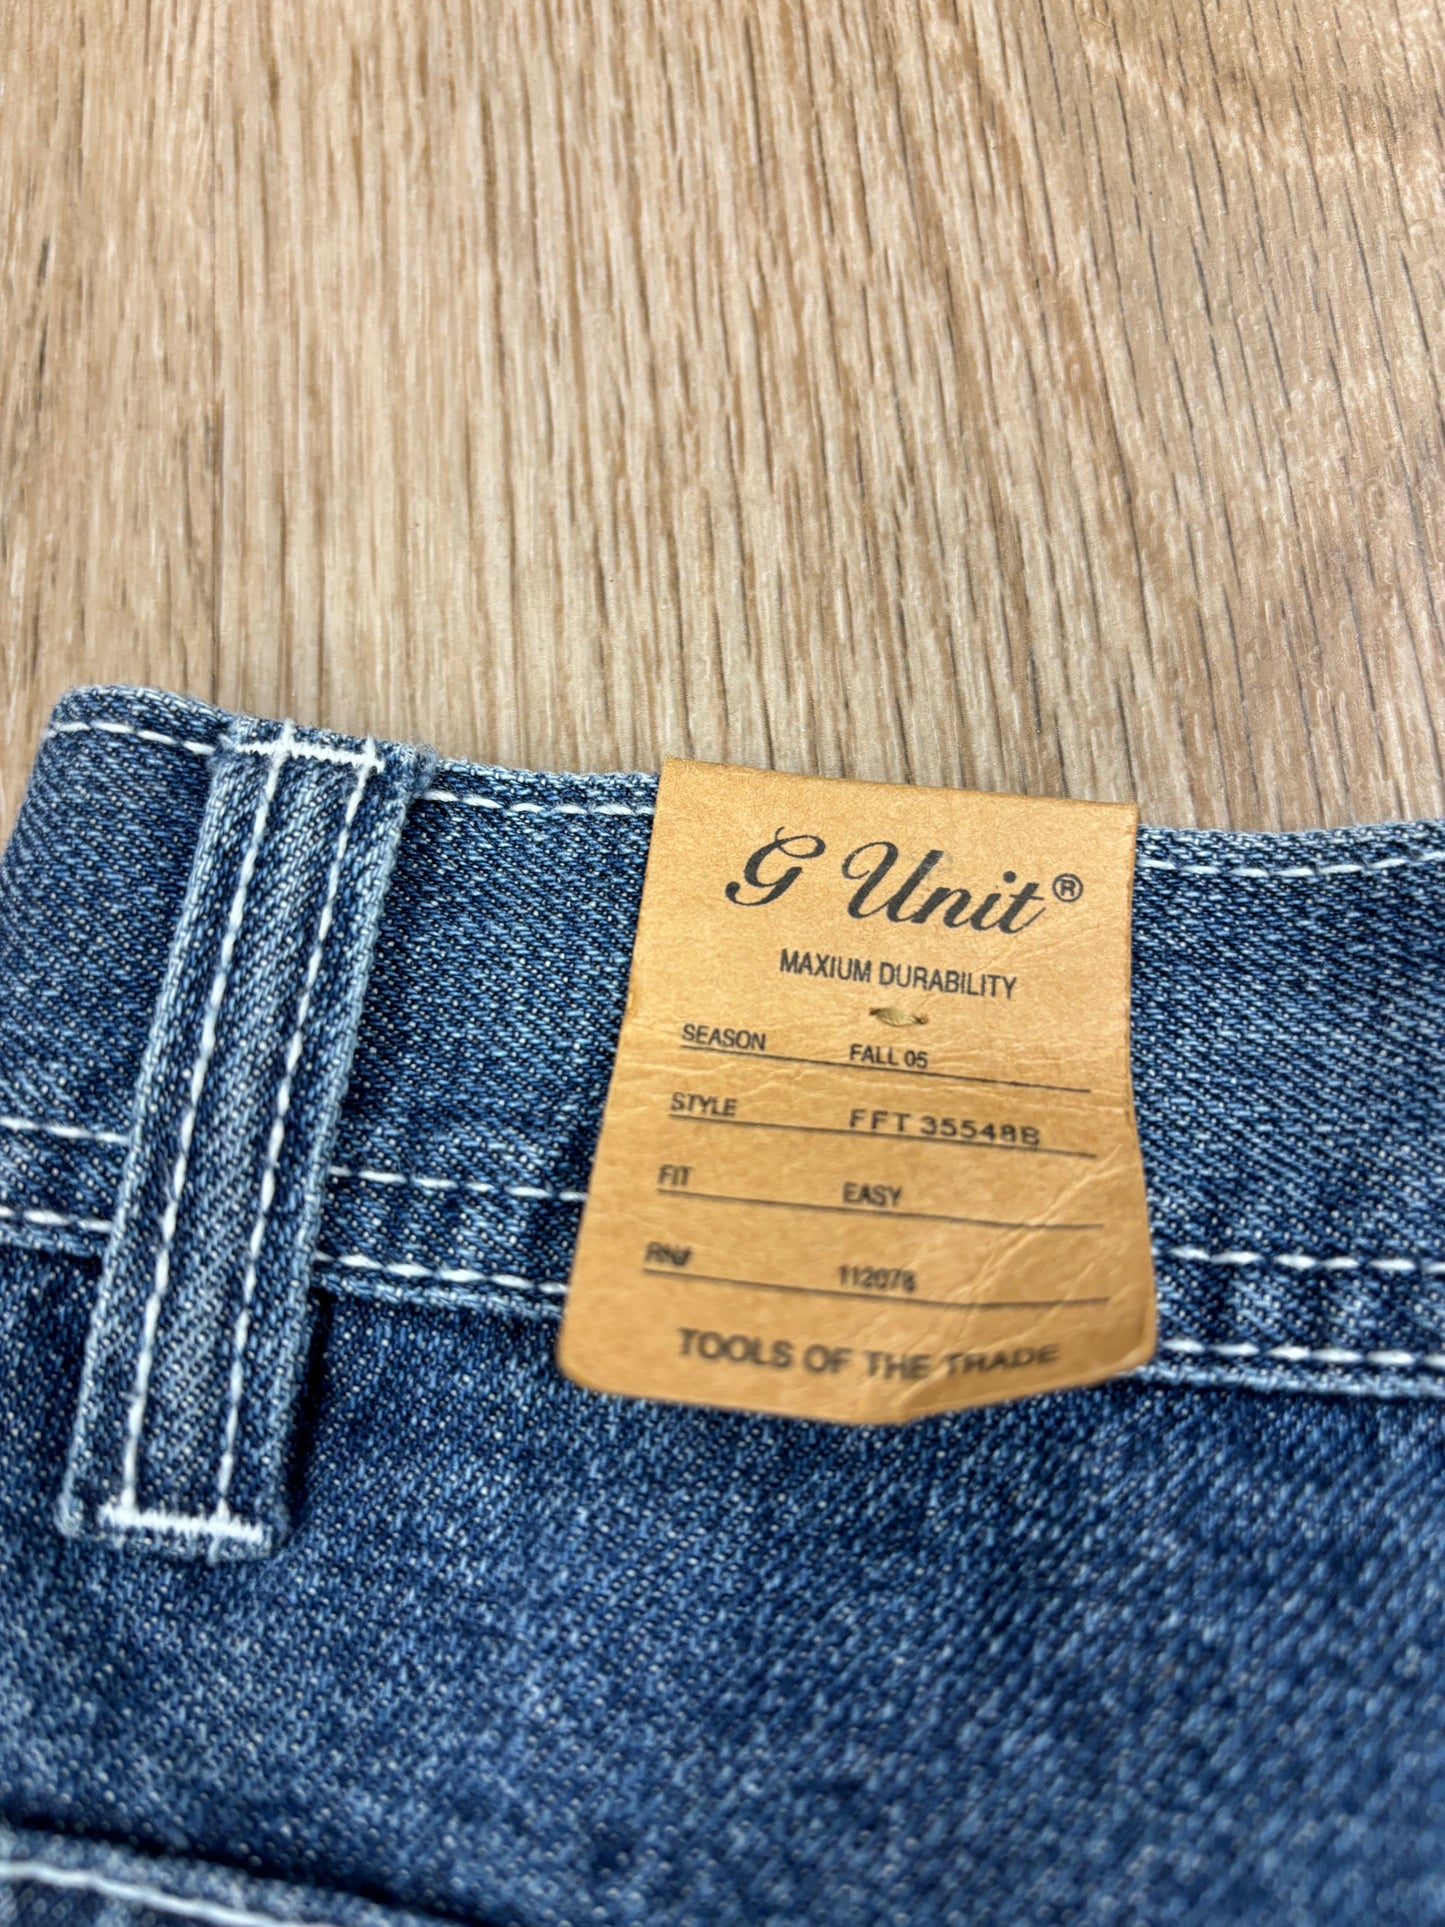 G Unit®
MAXIUM DURABILITY
SEASON FALL 05
STYLE FFT 35548B
FIT EASY
RN# 112078
TOOLS OF THE TRADE